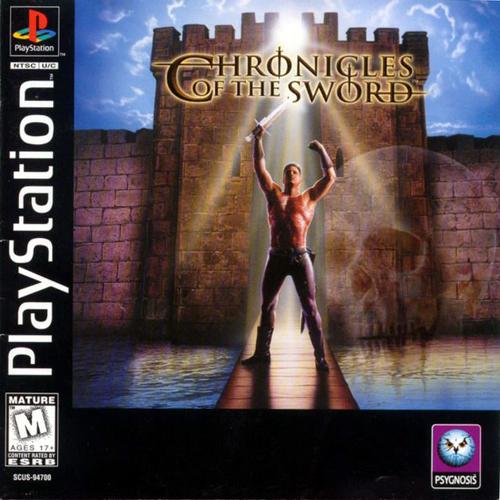 PlayStation
NTSC U/C
PlayStation
CHRONICLES
OF THE SWORD
MATURE
M
AGES 17+
CONTENT RATED BY
ESRB
SCUS-94700
PSYGNOSIS